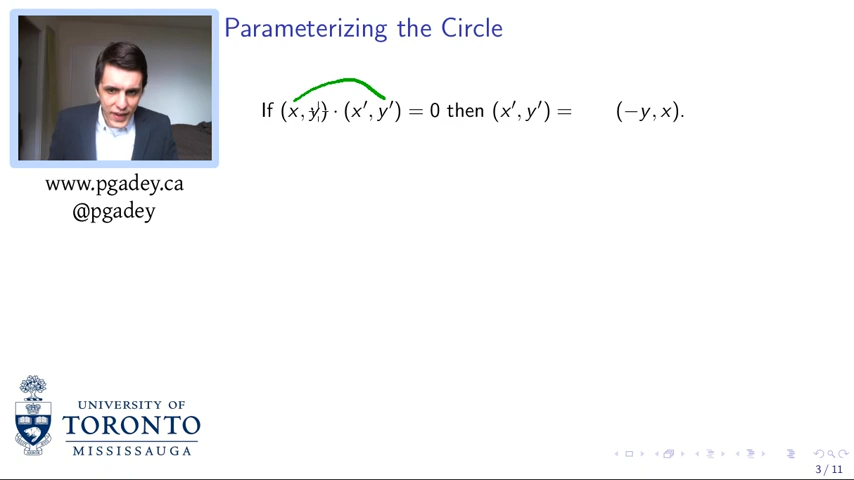 Parameterizing the Circle
If (x, y) · (x′, y′) = 0 then (x′, y′) = (−y, x).
www.pgadey.ca
@pgadey
UNIVERSITY OF
TORONTO
MISSISSAUGA
3 / 11